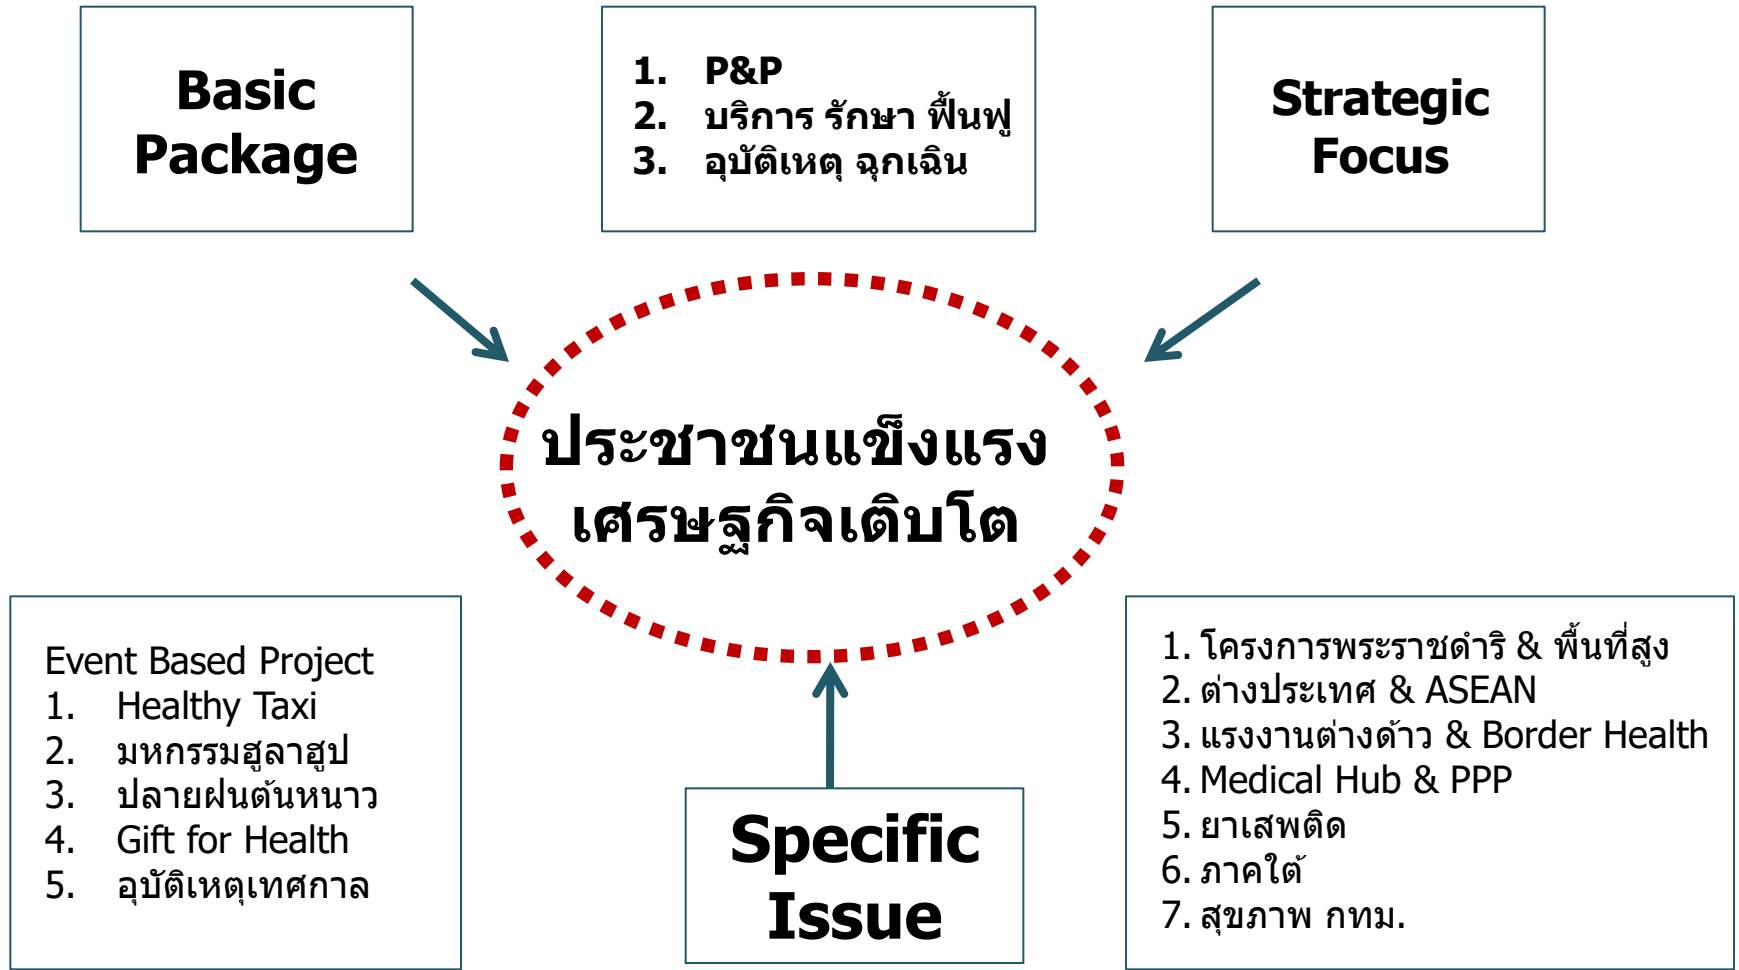 Basic
Package
1. P&P
2. บริการ รักษา ฟื้นฟู
3. อุบัติเหตุ ฉุกเฉิน
Strategic
Focus
ประชาชนแข็งแรง
เศรษฐกิจเติบโต
Event Based Project
1. Healthy Taxi
2. มหกรรมฮูลาฮูป
3. ปลายฝนต้นหนาว
4. Gift for Health
5. อุบัติเหตุเทศกาล
Specific
Issue
1. โครงการพระราชดำริ & พื้นที่สูง
2. ต่างประเทศ & ASEAN
3. แรงงานต่างด้าว & Border Health
4. Medical Hub & PPP
5. ยาเสพติด
6. ภาคใต้
7. สุขภาพ กทม.